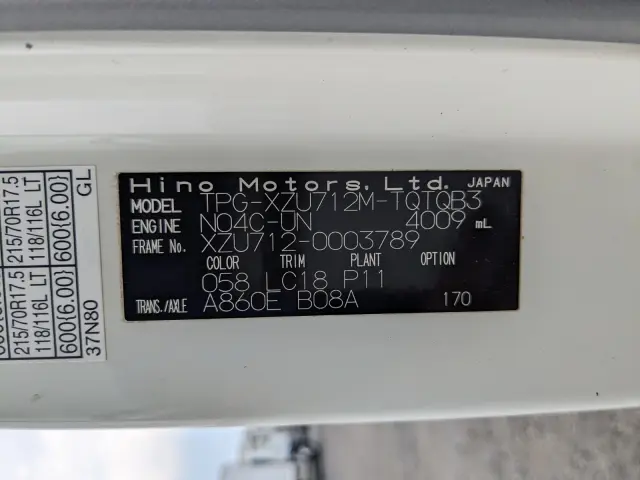 Hino Motors, Ltd. JAPAN
MODEL TPG-XZU712M-TQTQB3
ENGINE N04C-UN 4009 mL
FRAME No. XZU712-0003789
COLOR TRIM PLANT OPTION
058 LC18 P11
TRANS./AXLE A860E B08A 170
215/70R17.5
118/116L LT
600{6.00}
215/70R17.5
118/116L LT
600{6.00}
37N80
GL